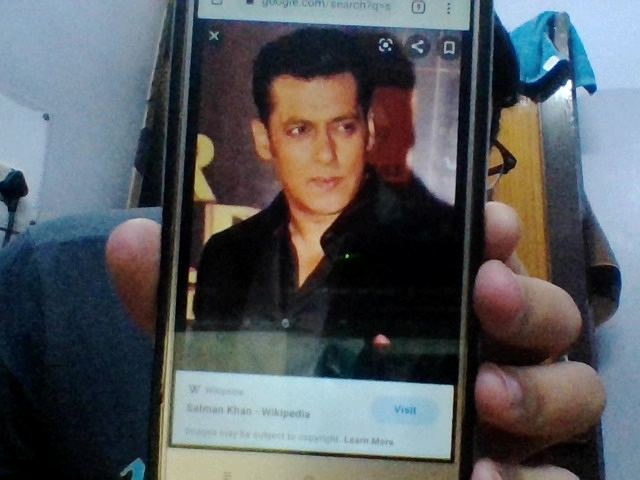 google.com/search?q=s
Wikipedia
Salman Khan - Wikipedia
Visit
Images may be subject to copyright. Learn More